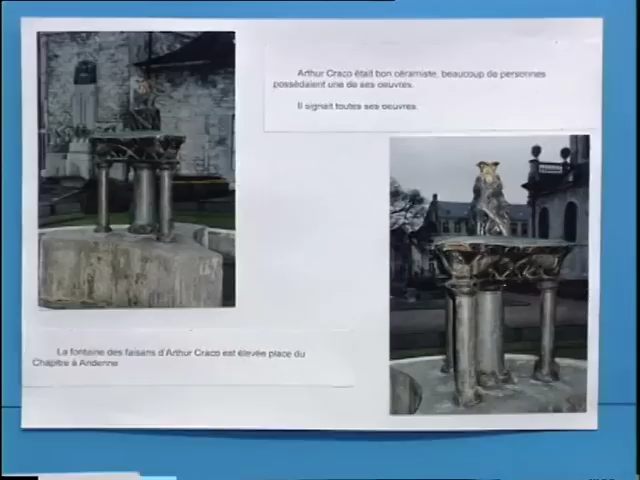 Arthur Craco était bon céramiste, beaucoup de personnes
possédaient une de ses oeuvres.
Il signait toutes ses oeuvres.
La fontaine des faisans d'Arthur Craco est élevée place du
Chapitre à Andenne